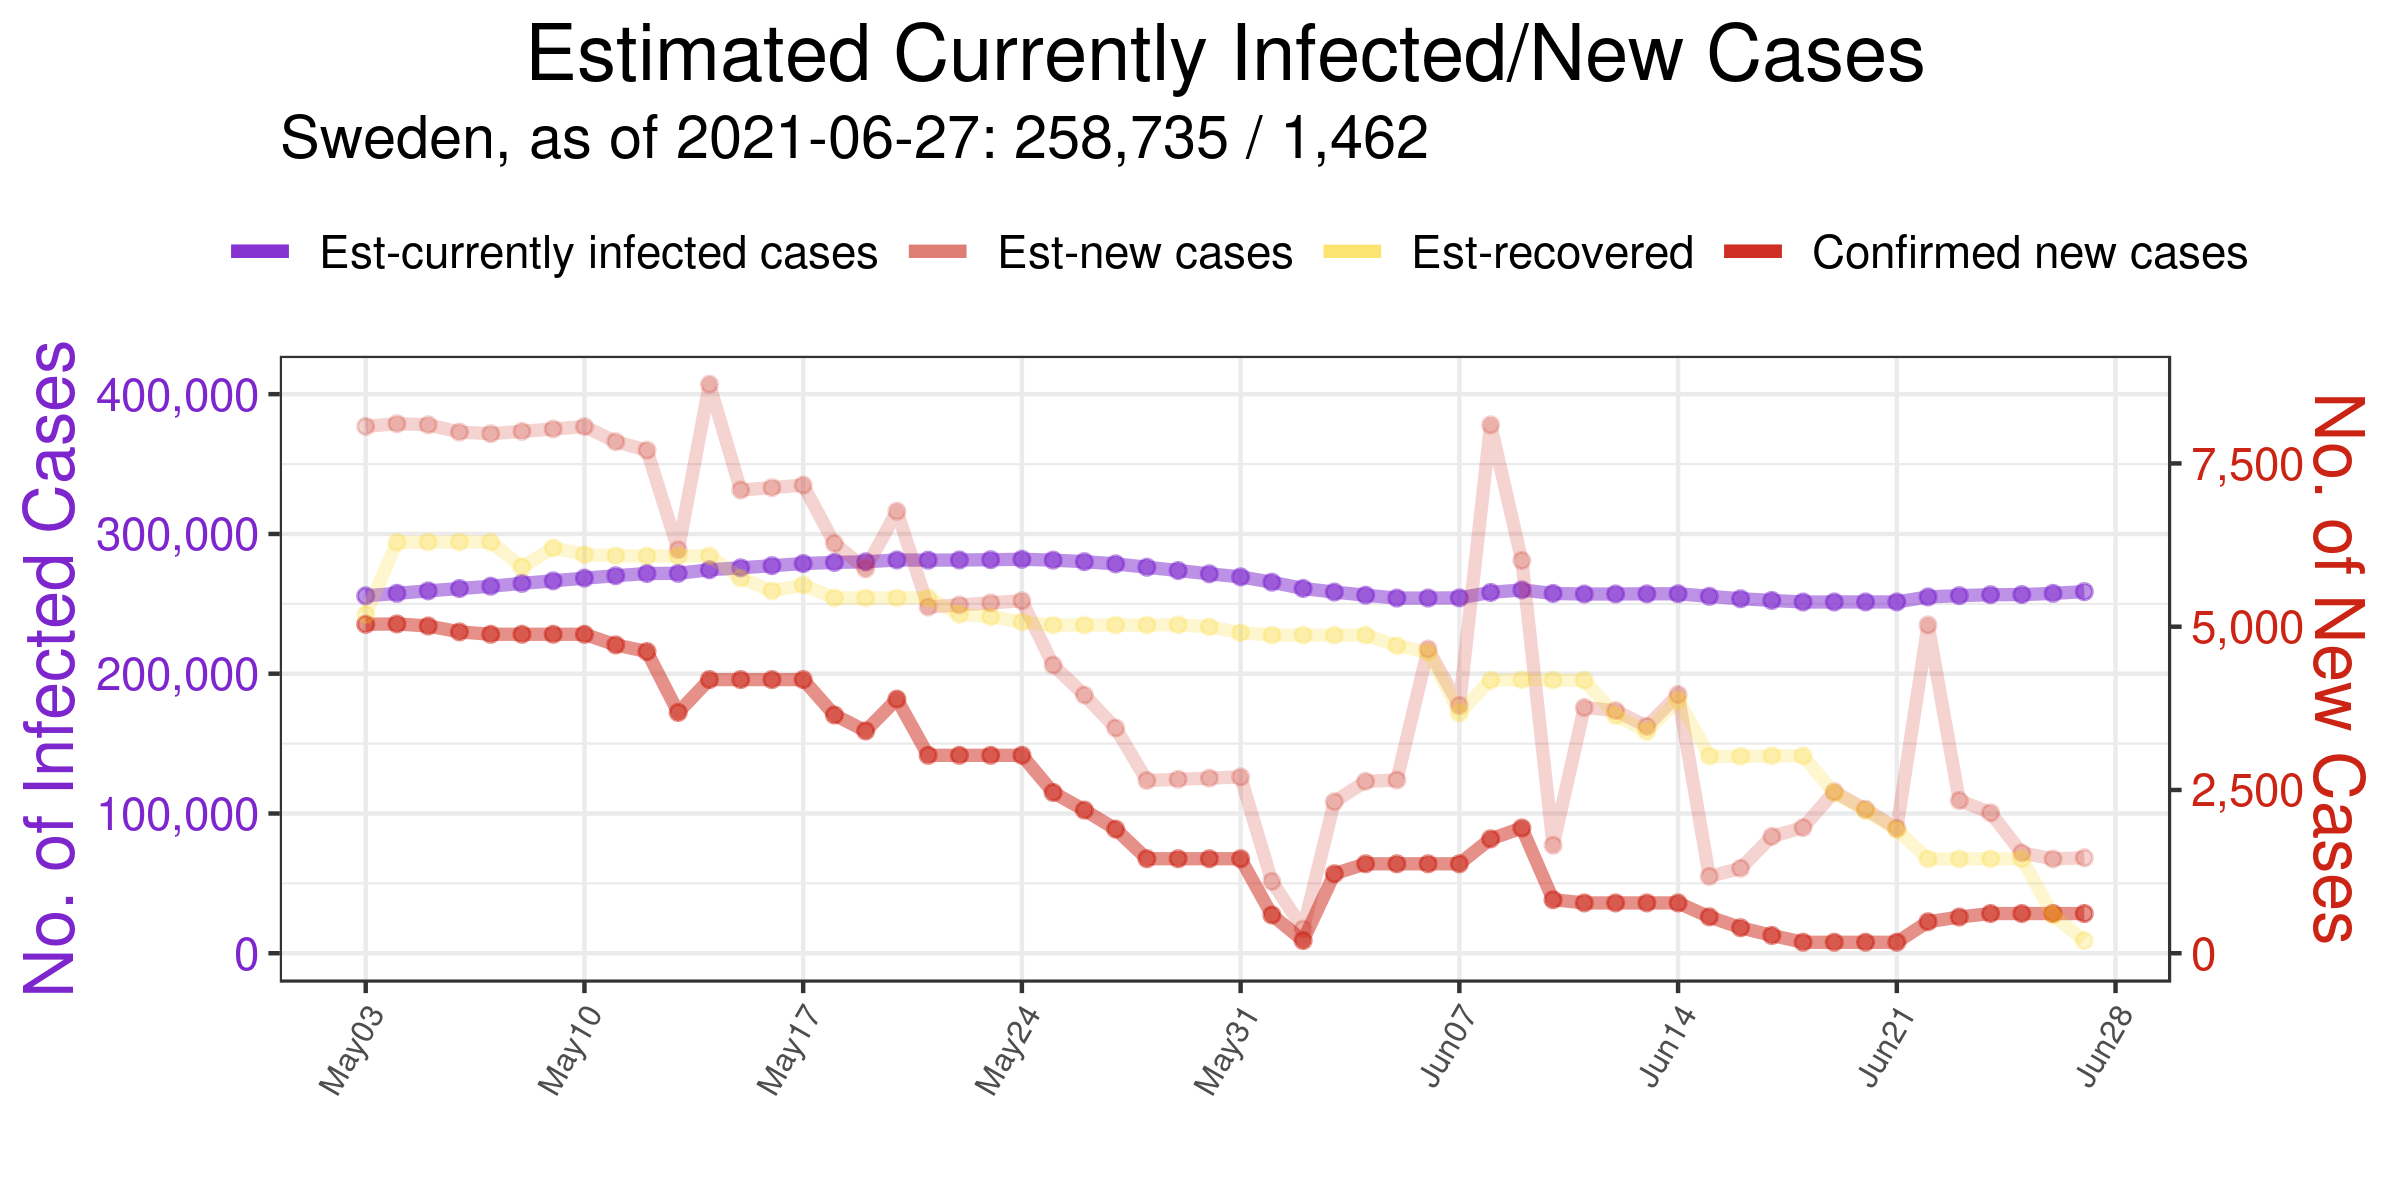 Estimated Currently Infected/New Cases
Sweden, as of 2021-06-27: 258,735 / 1,462
Est-currently infected cases Est-new cases Est-recovered Confirmed new cases
No. of Infected Cases
400,000
300,000
200,000
100,000
0
7,500
5,000
2,500
0
No. of New Cases
May03 May10 May17 May24 May31 Jun07 Jun14 Jun21 Jun28